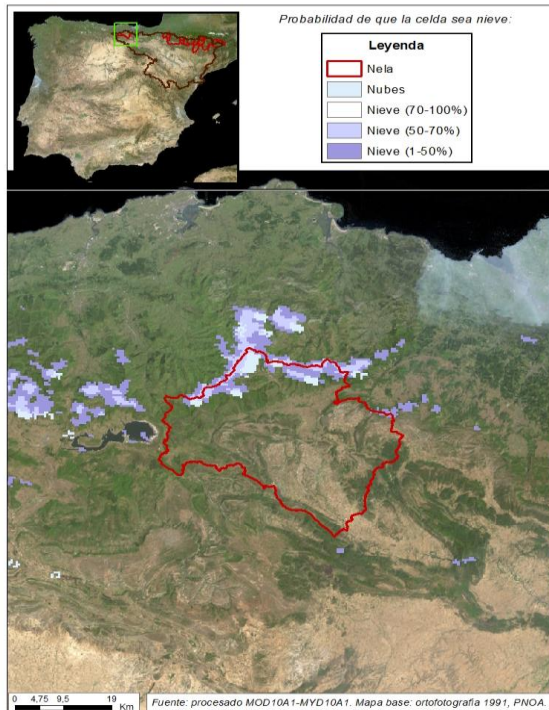 Probabilidad de que la celda sea nieve:
Leyenda
Nela
Nubes
Nieve (70-100%)
Nieve (50-70%)
Nieve (1-50%)
0 4,75 9,5 19
Km
Fuente: procesado MOD10A1-MYD10A1. Mapa base: ortofotografia 1991, PNOA.